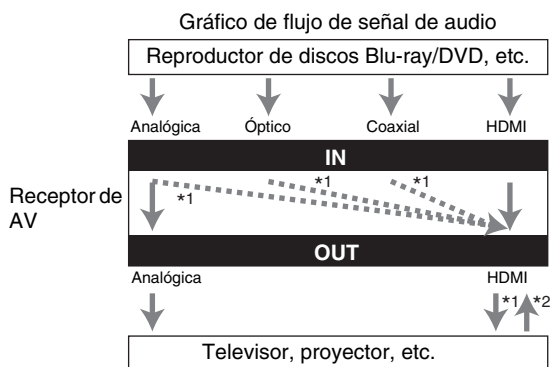 Gráfico de flujo de señal de audio
Reproductor de discos Blu-ray/DVD, etc.
Analógica Óptico Coaxial HDMI
IN
*1 *1 *1
Receptor de
AV
OUT
Analógica HDMI
*1 *2
Televisor, proyector, etc.